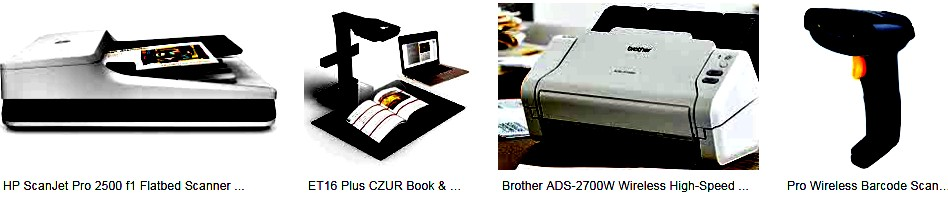 brother
HP ScanJet Pro 2500 f1 Flatbed Scanner ...
ET16 Plus CZUR Book & ...
Brother ADS-2700W Wireless High-Speed ...
Pro Wireless Barcode Scan...